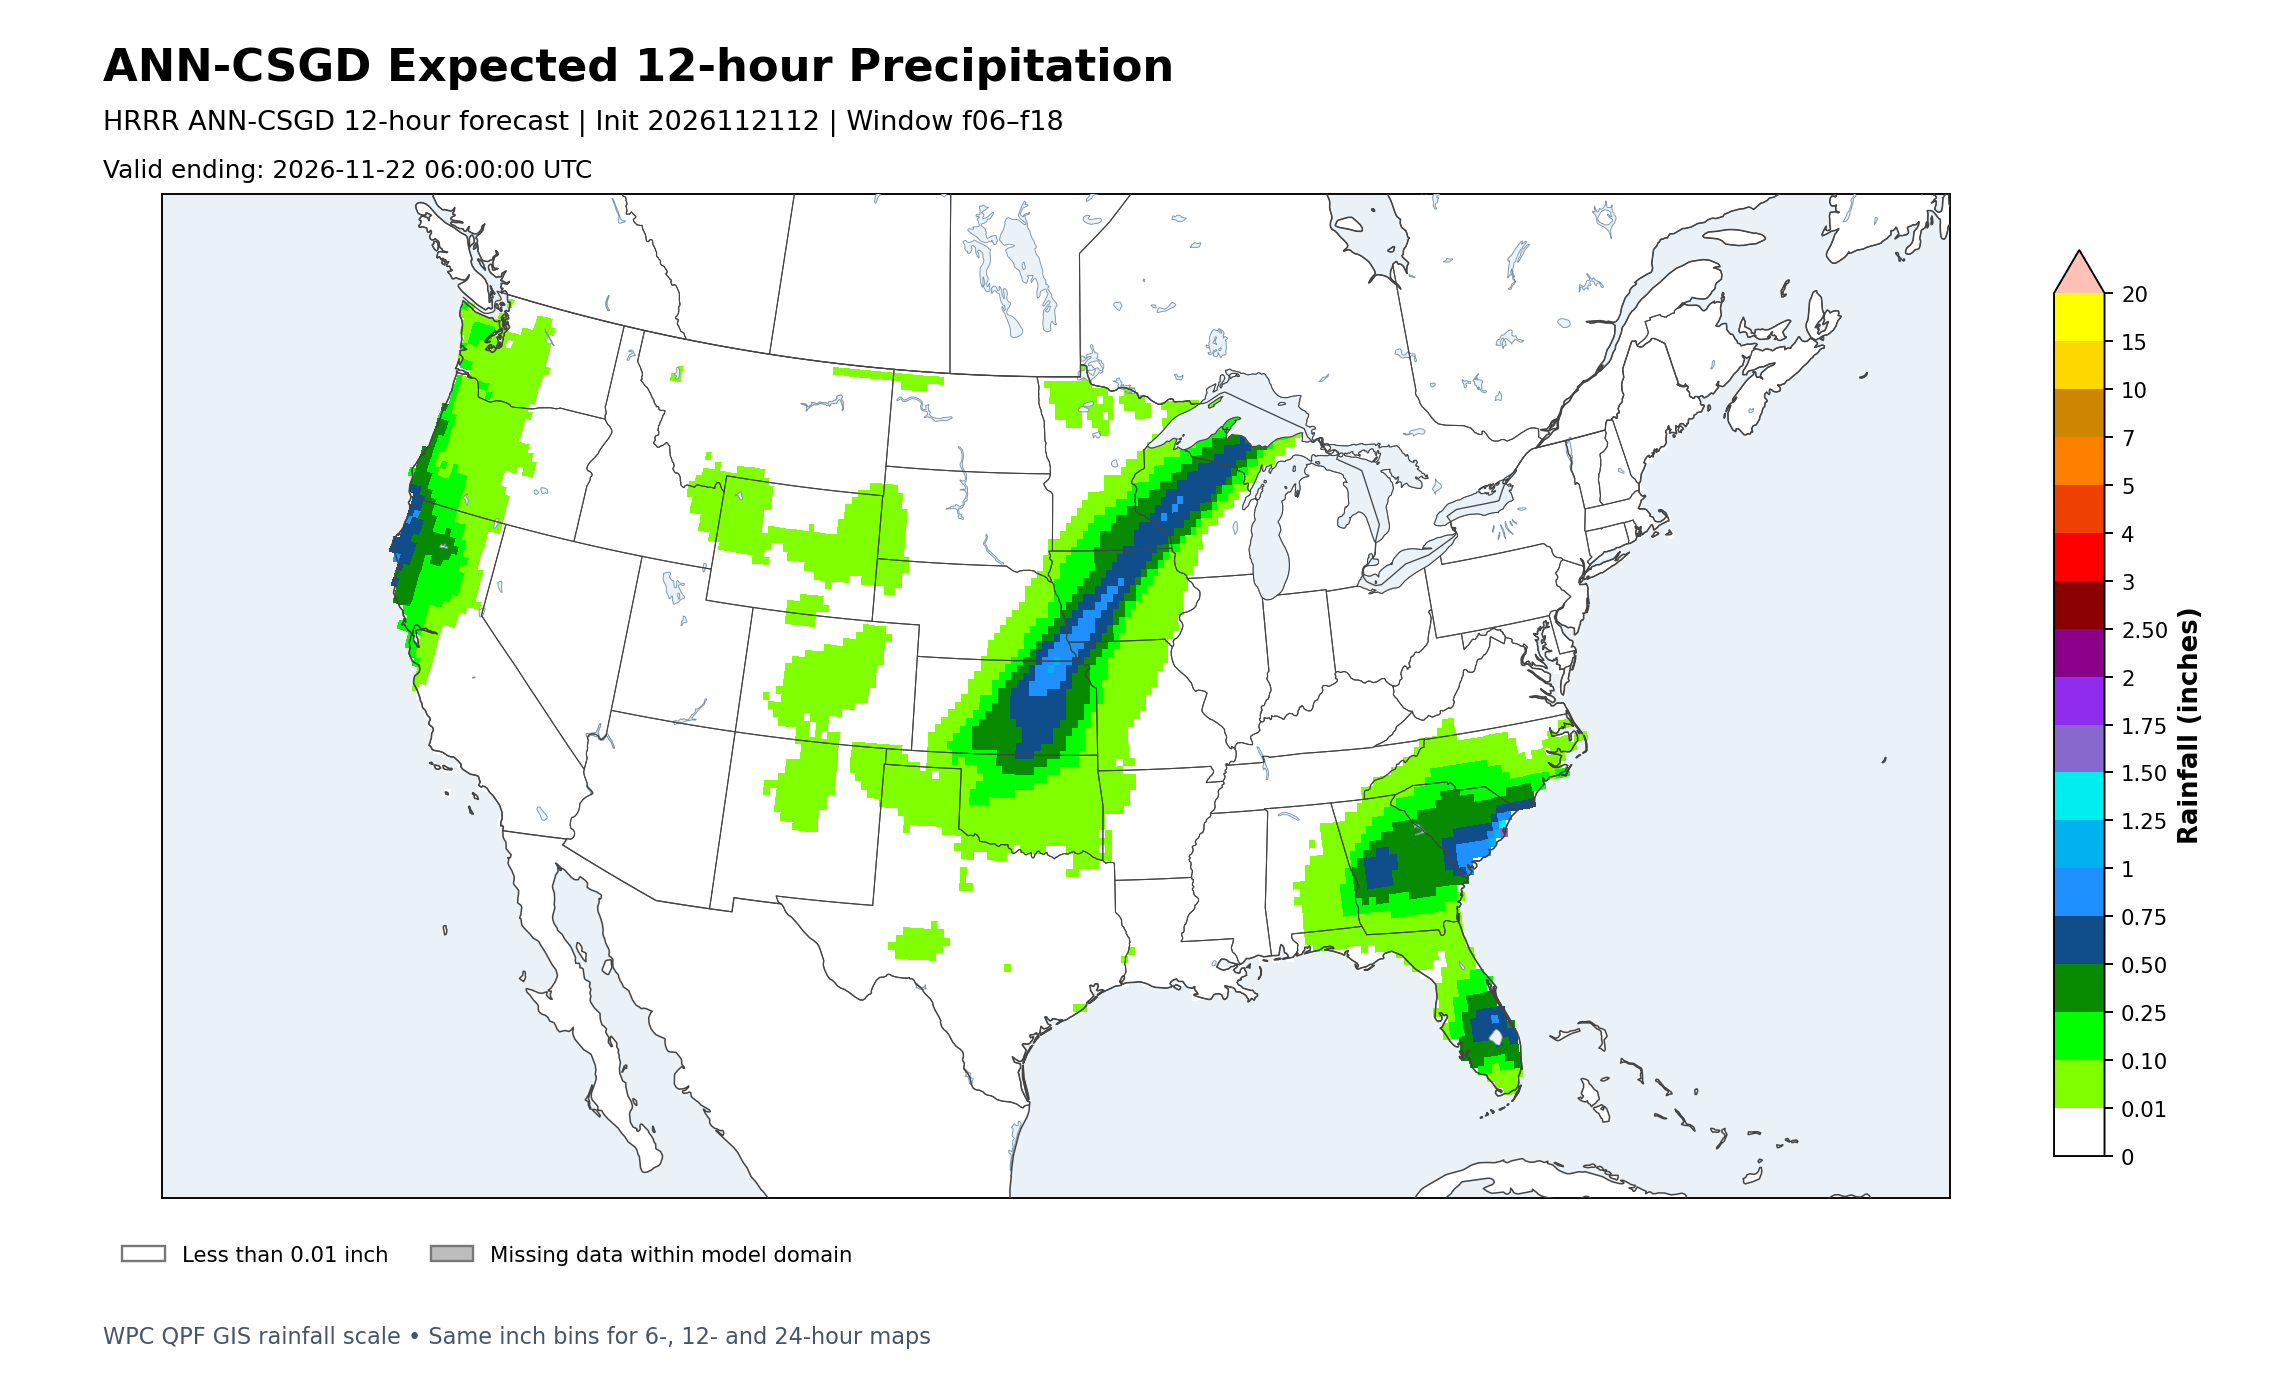 ANN-CSGD Expected 12-hour Precipitation
HRRR ANN-CSGD 12-hour forecast | Init 2026112112 | Window f06–f18
Valid ending: 2026-11-22 06:00:00 UTC
20
15
10
7
5
4
3
2.50
2
1.75
1.50
1.25
1
0.75
0.50
0.25
0.10
0.01
0
Rainfall (inches)
Less than 0.01 inch
Missing data within model domain
WPC QPF GIS rainfall scale • Same inch bins for 6-, 12- and 24-hour maps